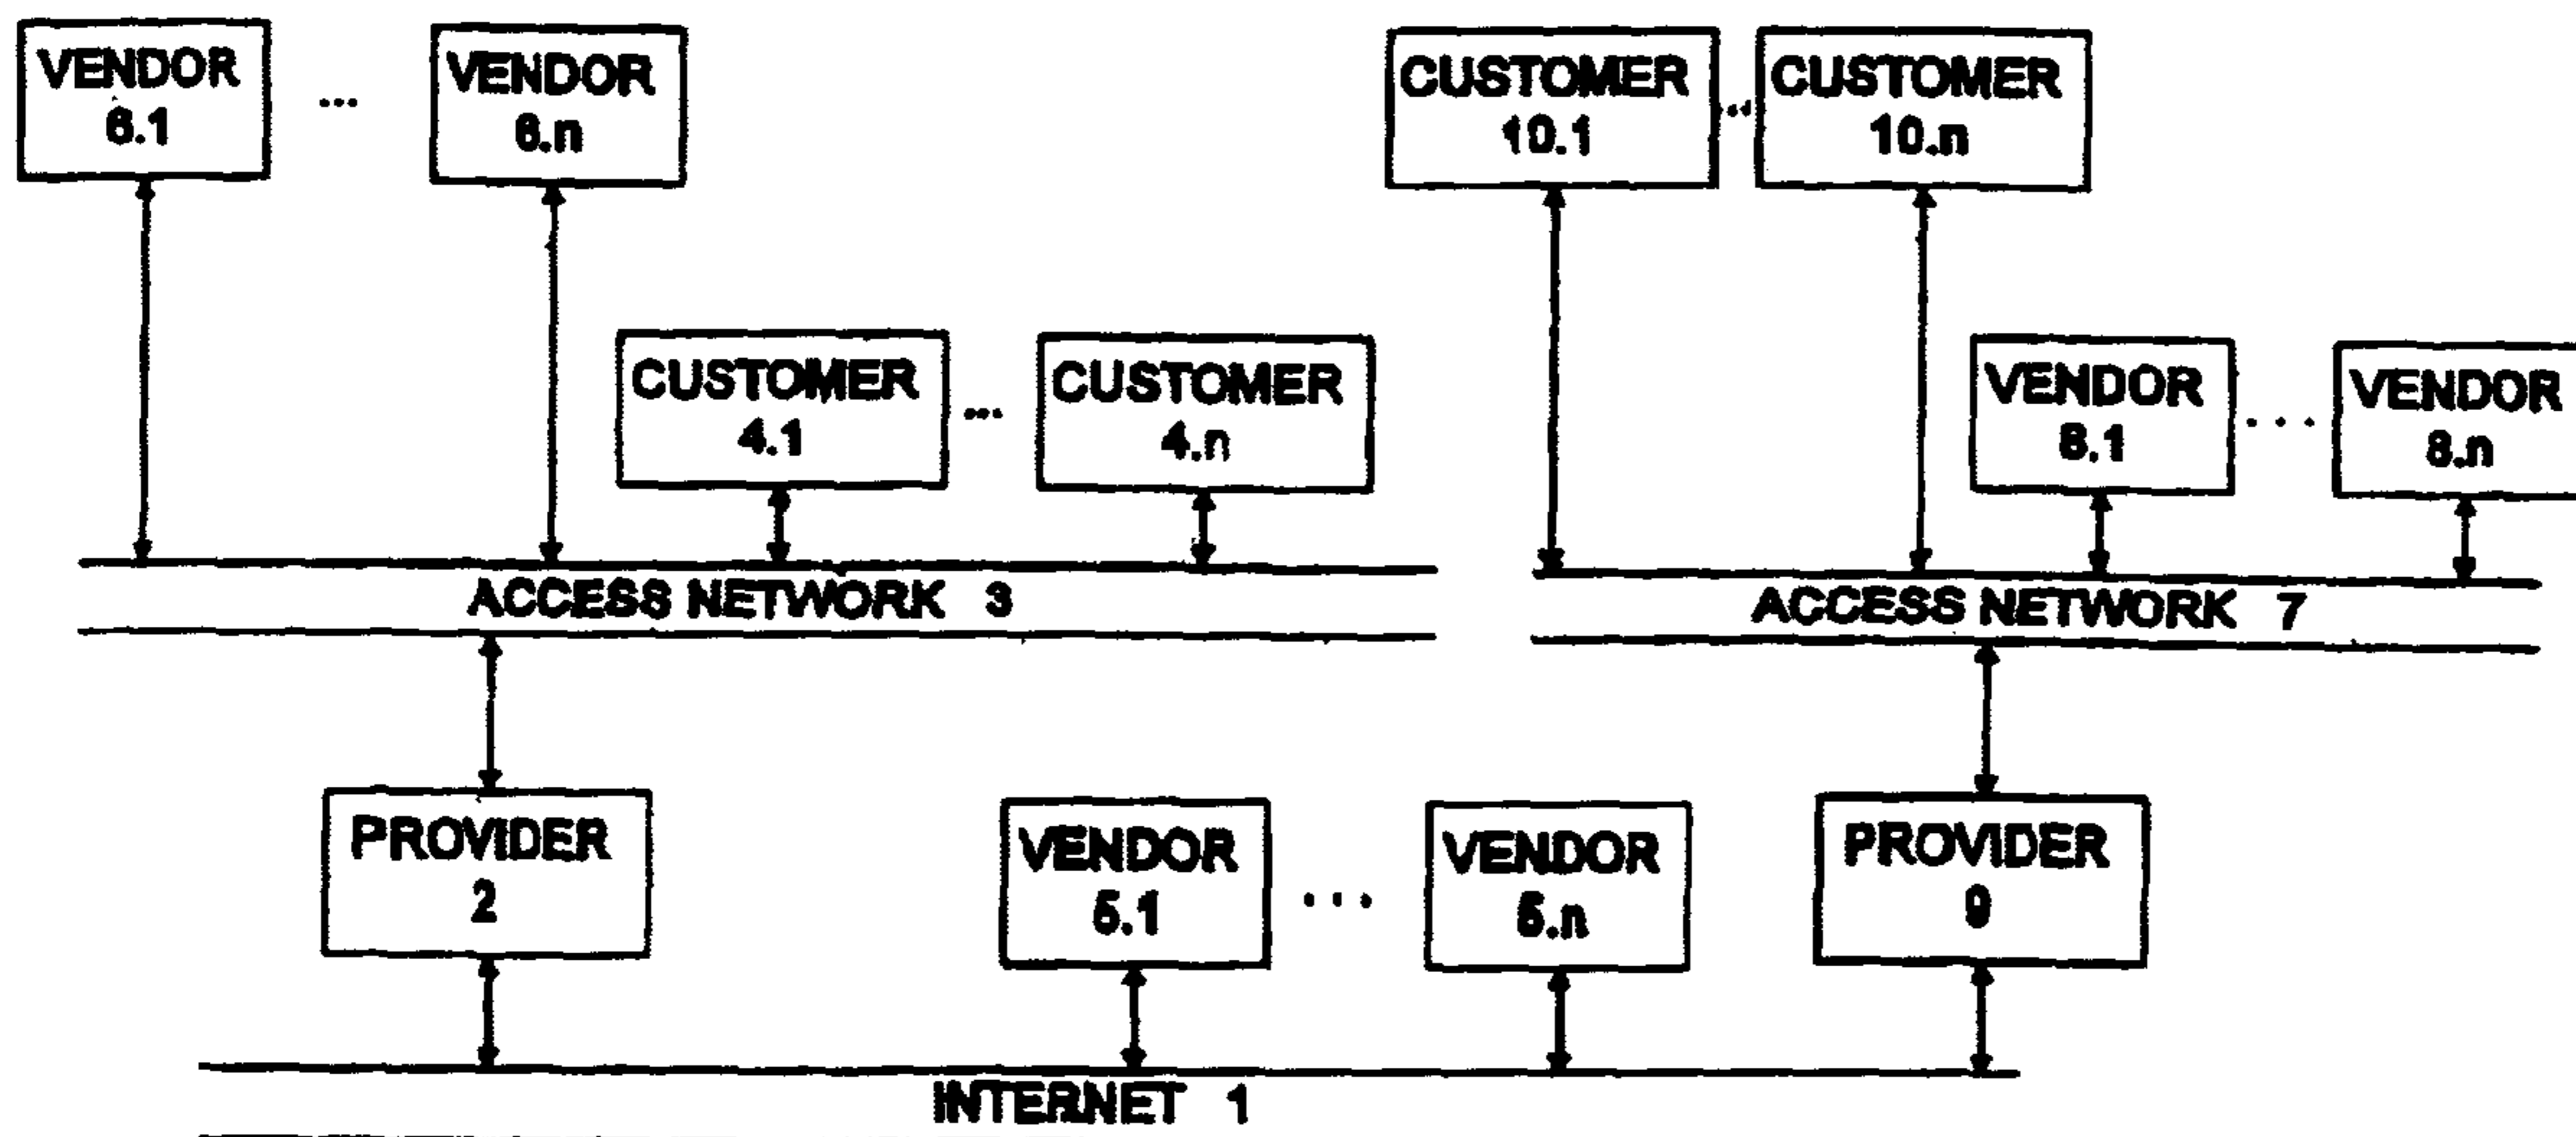 VENDOR
6.1
...
VENDOR
6.n
CUSTOMER
10.1
...
CUSTOMER
10.n
CUSTOMER
4.1
...
CUSTOMER
4.n
VENDOR
8.1
...
VENDOR
8.n
ACCESS NETWORK 3
ACCESS NETWORK 7
PROVIDER
2
VENDOR
5.1
...
VENDOR
5.n
PROVIDER
9
INTERNET 1